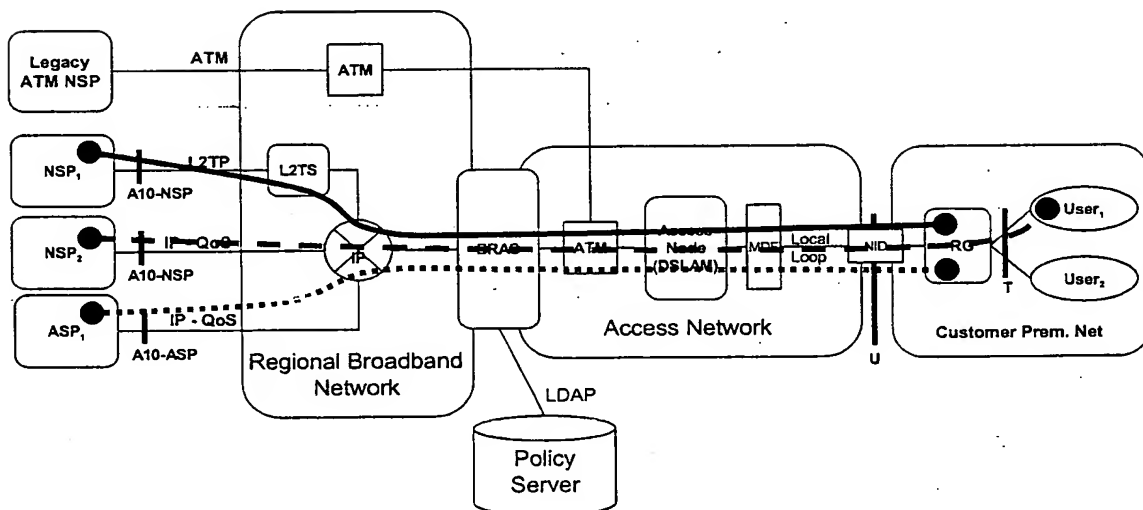 Legacy
ATM NSP
ATM
ATM
NSP1
L2TP
A10-NSP
L2TS
NSP2
IP - QoS
A10-NSP
IP
ASP1
IP - QoS
A10-ASP
Regional Broadband
Network
BRAS
ATM
Access
Node
(DSLAM)
MDF
Local
Loop
Access Network
NID
U
RG
T
User1
User2
Customer Prem. Net
LDAP
Policy
Server